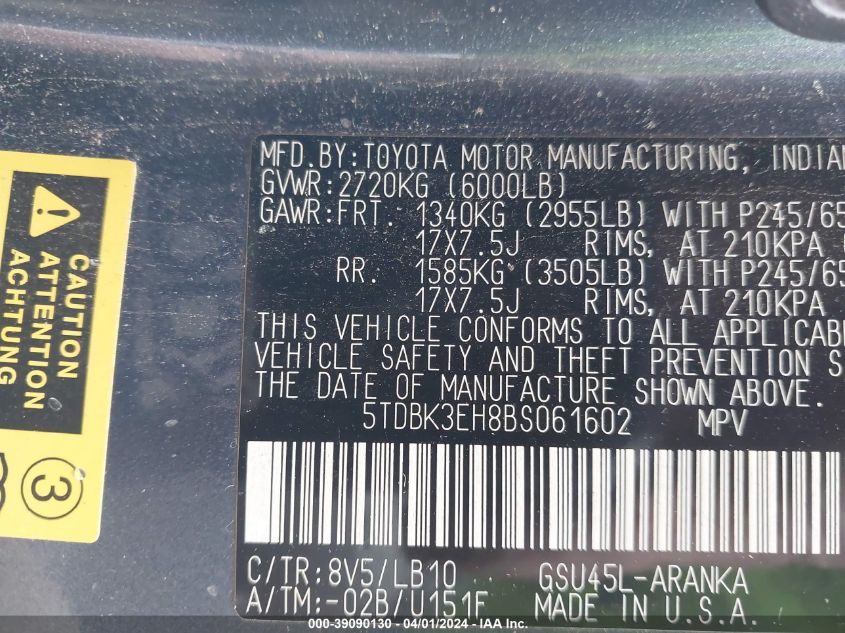 MFD.BY:TOYOTA MOTOR MANUFACTURING, INDIAN
GVWR:2720KG (6000LB)
GAWR:FRT. 1340KG (2955LB) WITH P245/65
17X7.5J RIMS, AT 210KPA
RR. 1585KG (3505LB) WITH P245/65
17X7.5J RIMS, AT 210KPA
THIS VEHICLE CONFORMS TO ALL APPLICAB
VEHICLE SAFETY AND THEFT PREVENTION S
THE DATE OF MANUFACTURE SHOWN ABOVE.
5TDBK3EH8BS061602 MPV
C/TR:8V5/LB10 GSU45L-ARANKA
A/TM:-02B/U151F MADE IN U.S.A.
CAUTION
ATTENTION
ACHTUNG
3
000-39090130 - 04/01/2024 - IAA Inc.